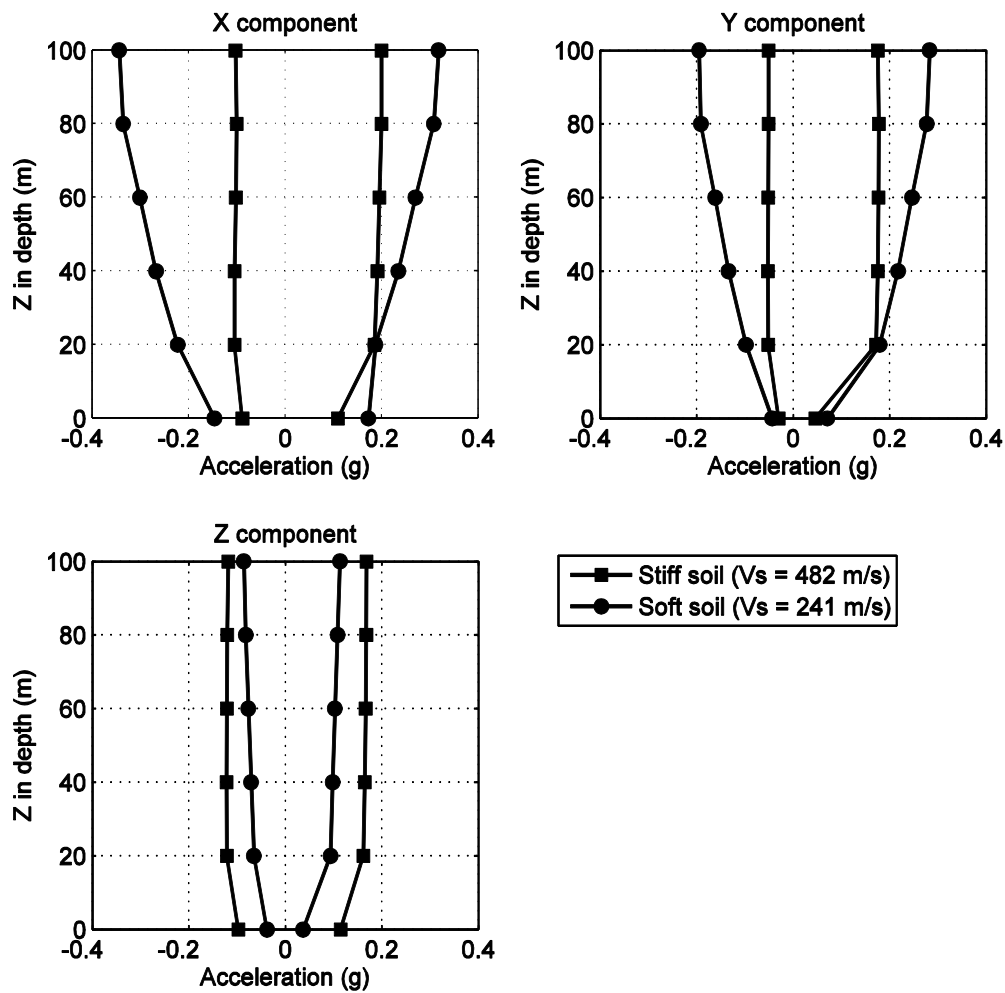 X component
100
80
60
40
20
0
Z in depth (m)
-0.4 -0.2 0 0.2 0.4
Acceleration (g)
Y component
100
80
60
40
20
0
Z in depth (m)
-0.4 -0.2 0 0.2 0.4
Acceleration (g)
Z component
100
80
60
40
20
0
Z in depth (m)
-0.4 -0.2 0 0.2 0.4
Acceleration (g)
Stiff soil (Vs = 482 m/s)
Soft soil (Vs = 241 m/s)